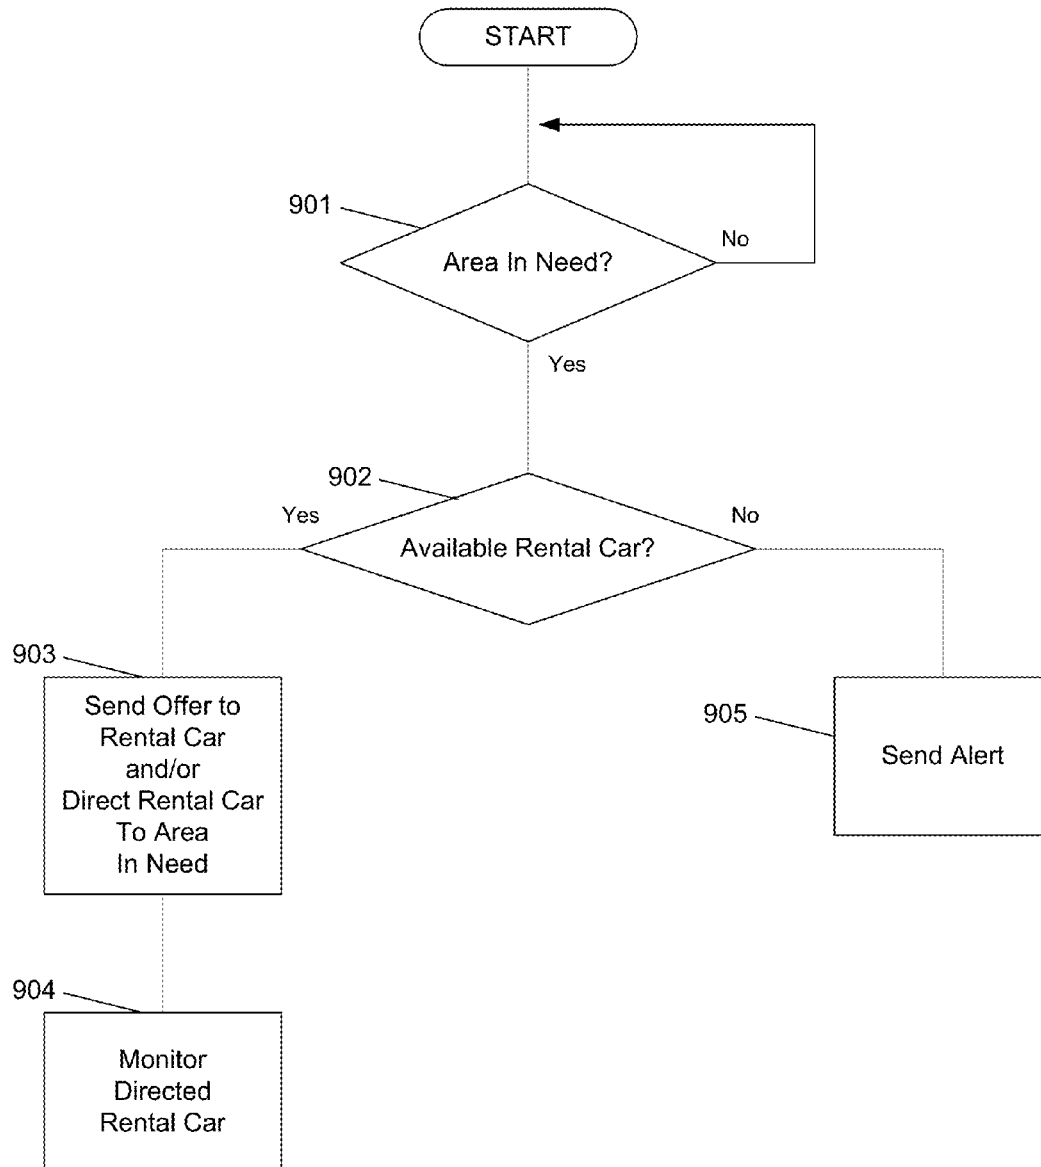 START
901
Area In Need?
No
Yes
902
Yes
No
Available Rental Car?
903
Send Offer to
Rental Car
and/or
Direct Rental Car
To Area
In Need
905
Send Alert
904
Monitor
Directed
Rental Car